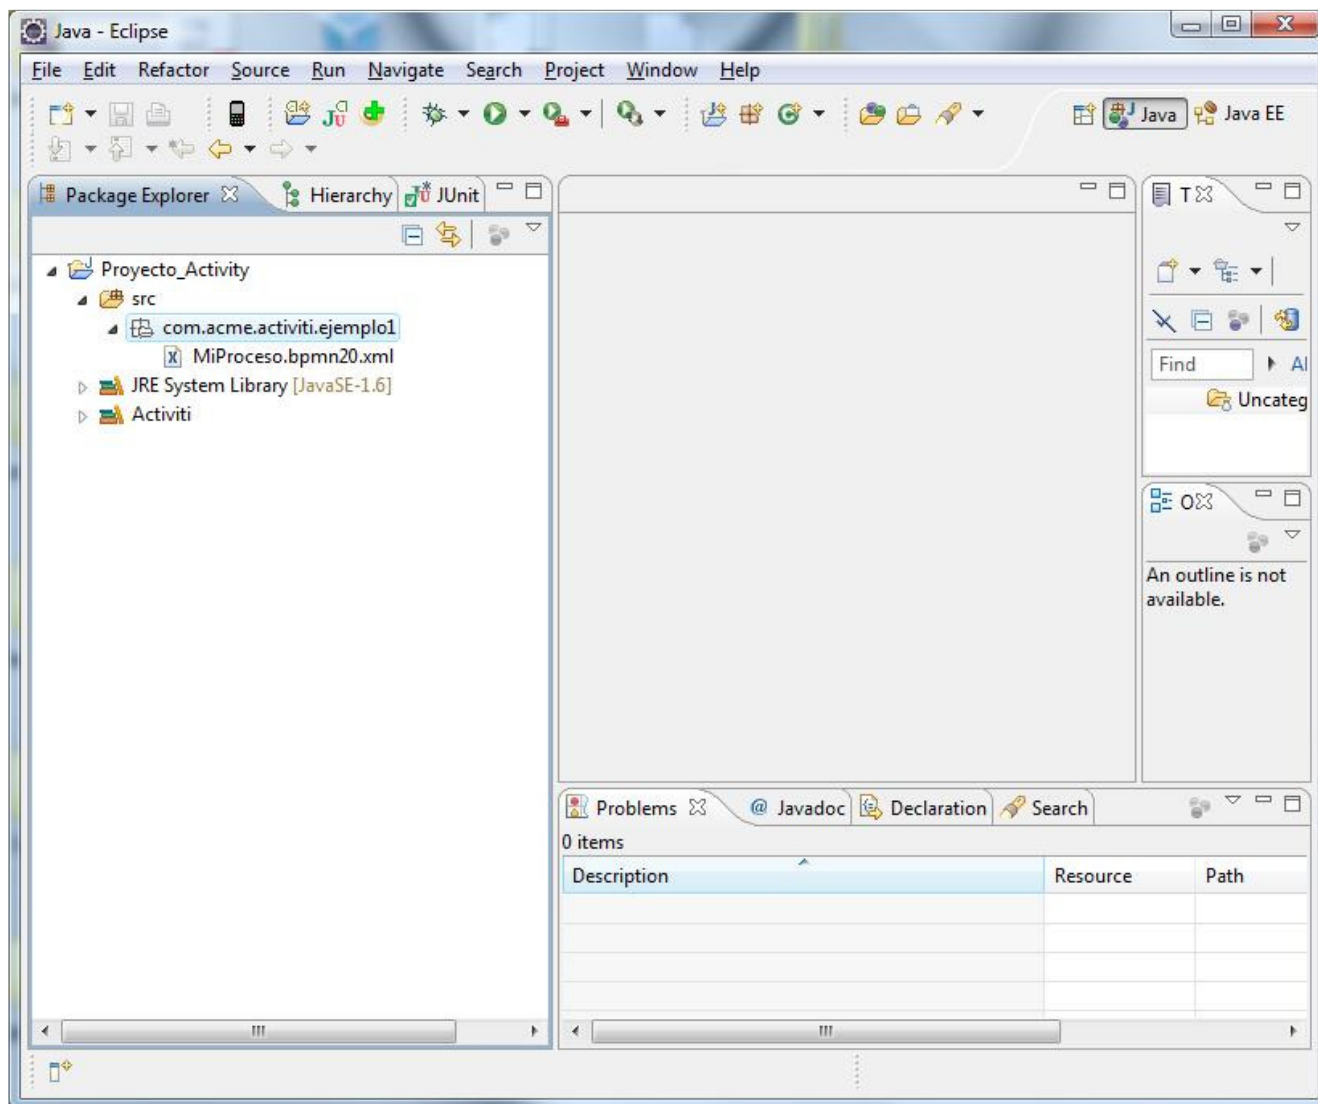 Java - Eclipse
File Edit Refactor Source Run Navigate Search Project Window Help
Java Java EE
Package Explorer Hierarchy JUnit
T
Proyecto_Activity
src
com.acme.activiti.ejemplo1
MiProceso.bpmn20.xml
JRE System Library [JavaSE-1.6]
Activiti
Find Al
Uncateg
O
An outline is not
available.
Problems @ Javadoc Declaration Search
0 items
Description Resource Path